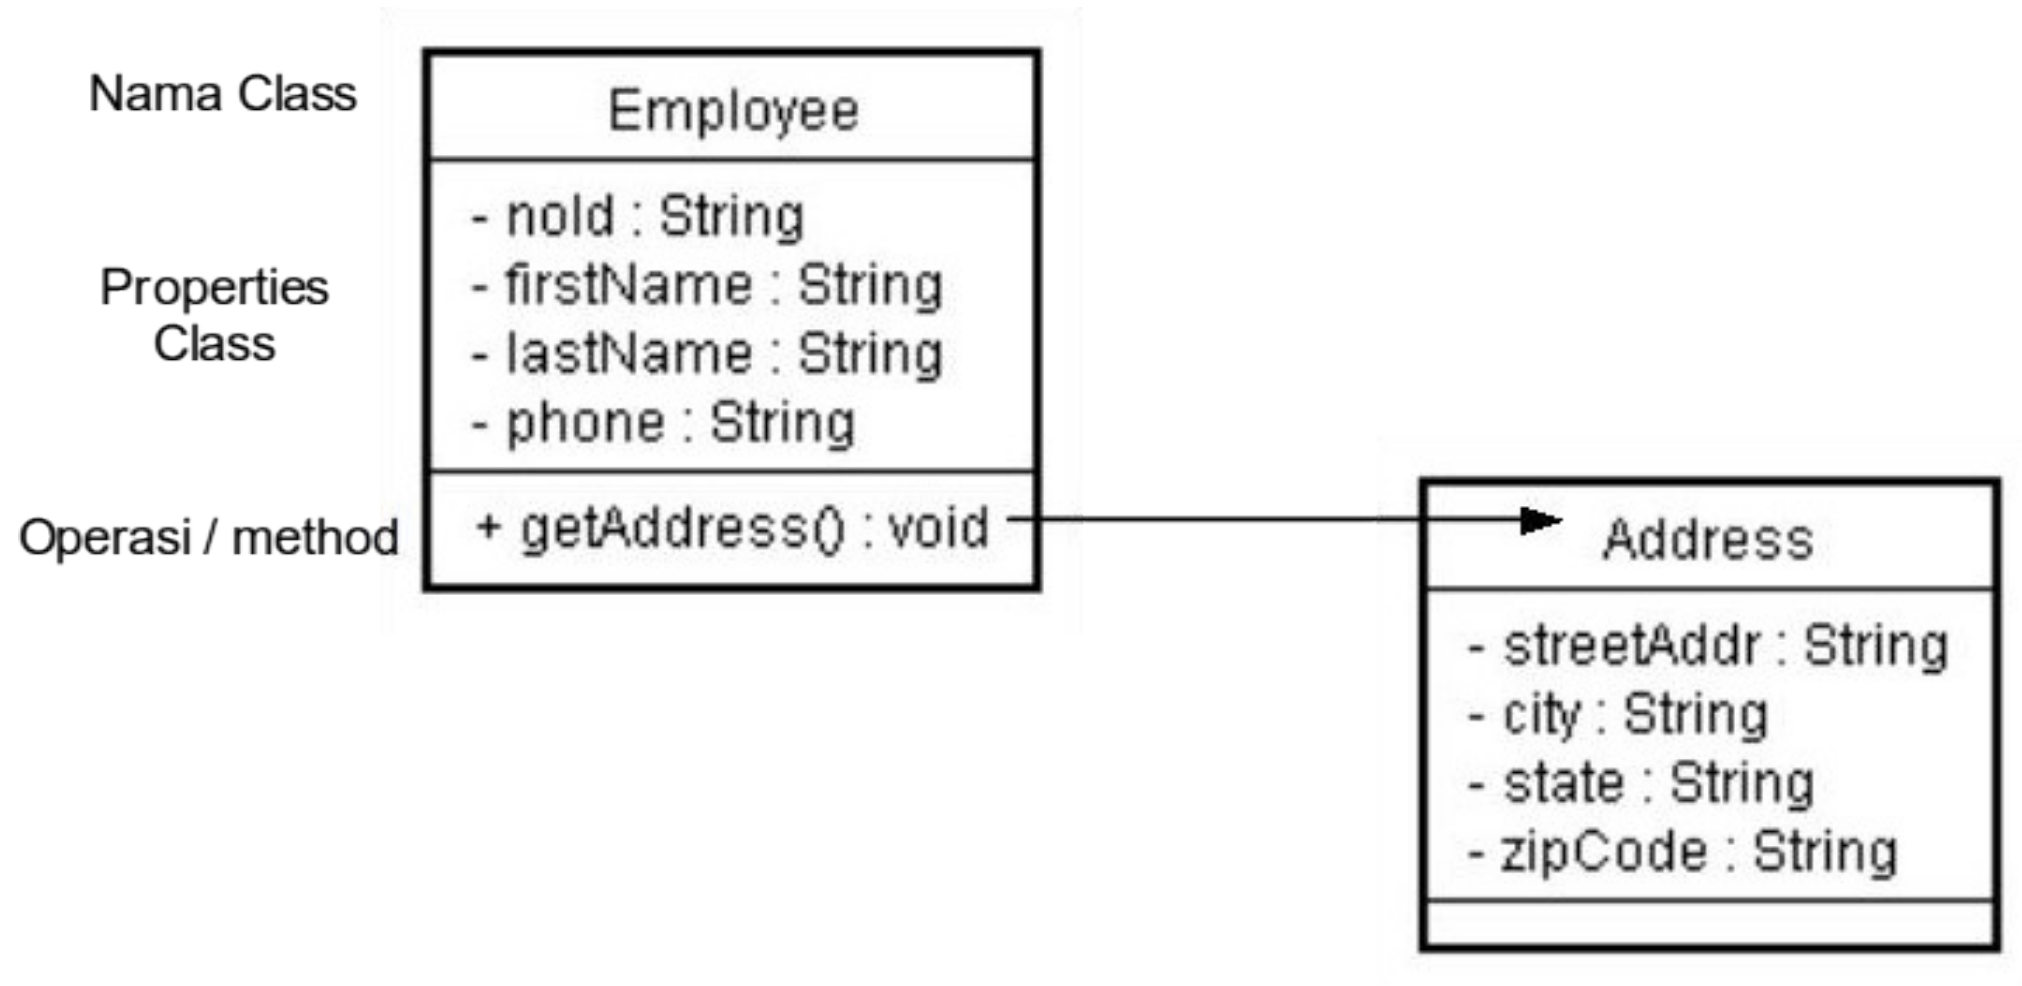 Nama Class
Employee
Properties
Class
- noId : String
- firstName : String
- lastName : String
- phone : String
Operasi / method
+ getAddress() : void
Address
- streetAddr : String
- city : String
- state : String
- zipCode : String